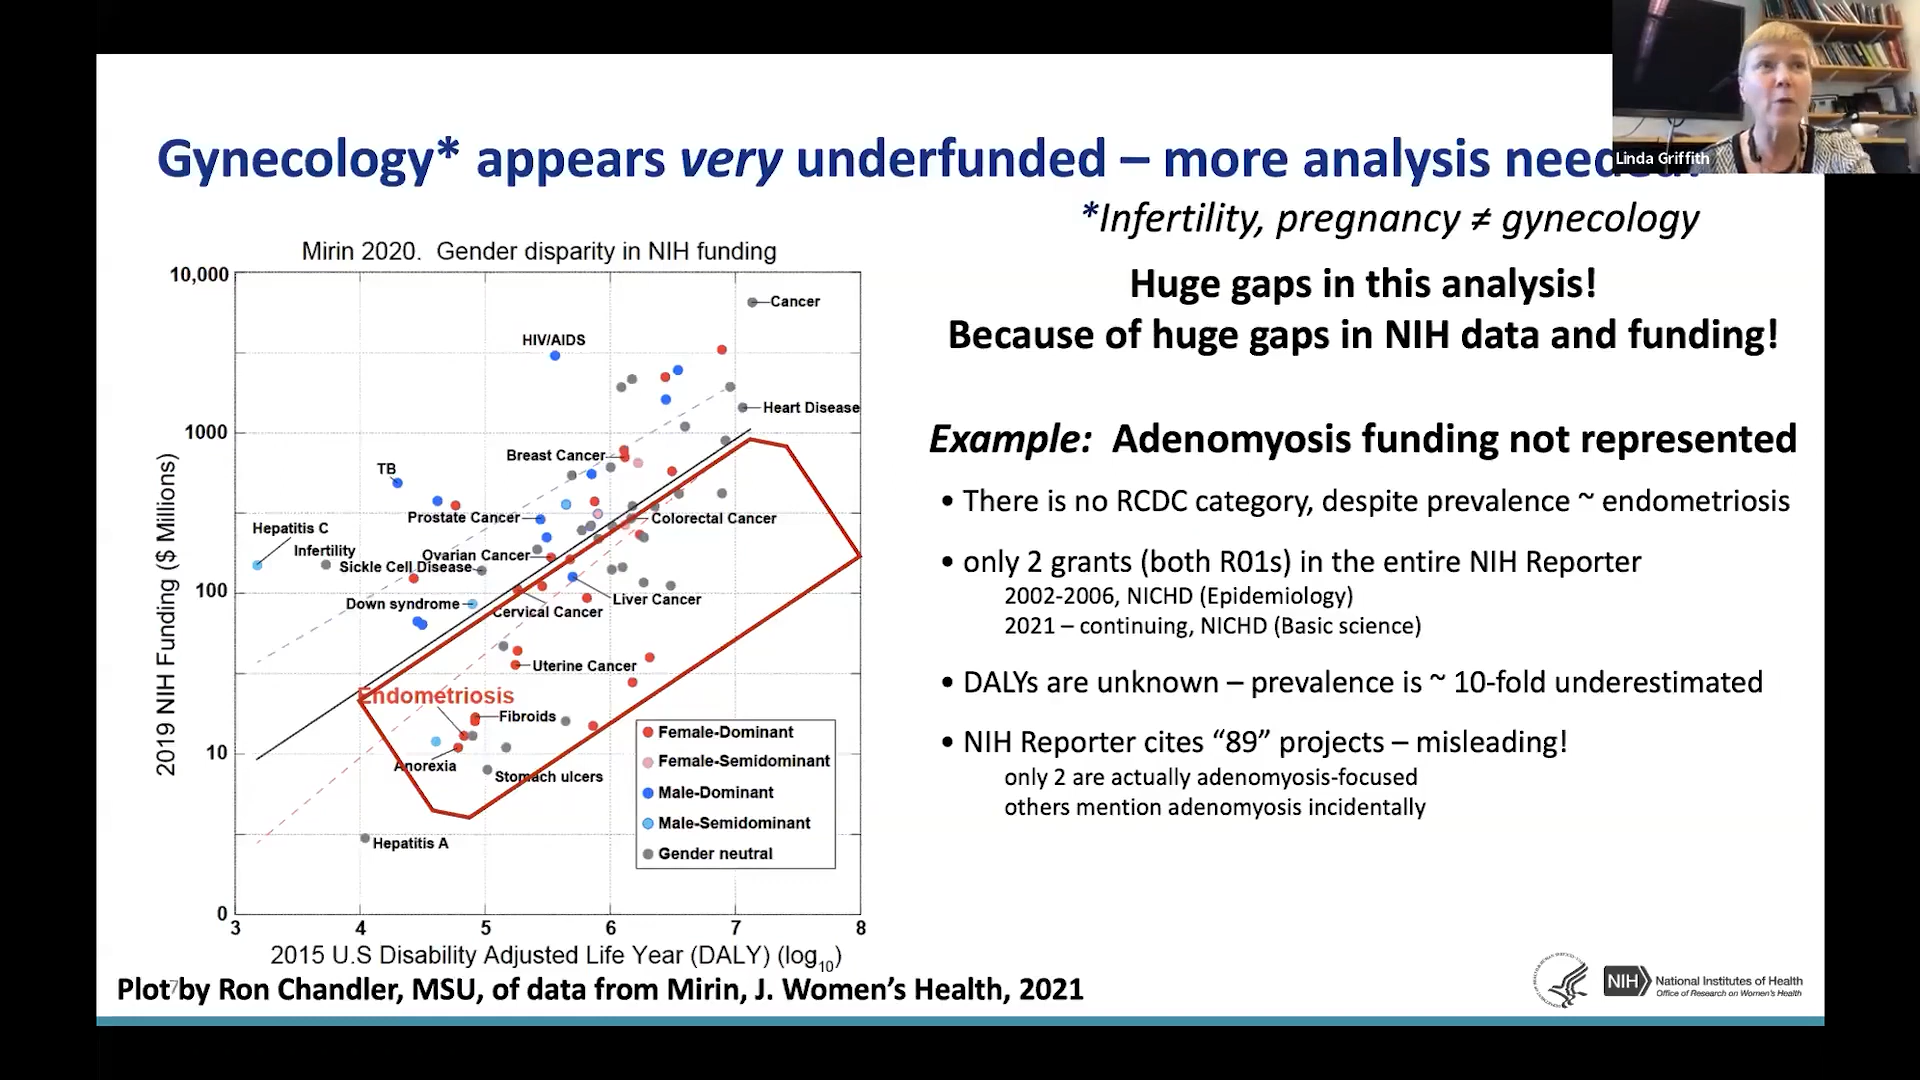 Linda Griffith
Gynecology* appears very underfunded – more analysis need
*Infertility, pregnancy ≠ gynecology
Mirin 2020. Gender disparity in NIH funding
10,000
1000
100
10
0
2019 NIH Funding ($ Millions)
3 4 5 6 7 8
2015 U.S Disability Adjusted Life Year (DALY) (log10)
Cancer
HIV/AIDS
Heart Disease
Breast Cancer
TB
Prostate Cancer
Colorectal Cancer
Hepatitis C
Infertility
Ovarian Cancer
Sickle Cell Disease
Down syndrome
Cervical Cancer
Liver Cancer
Uterine Cancer
Endometriosis
Fibroids
Anorexia
Stomach ulcers
Hepatitis A
Female-Dominant
Female-Semidominant
Male-Dominant
Male-Semidominant
Gender neutral
Plot by Ron Chandler, MSU, of data from Mirin, J. Women’s Health, 2021
Huge gaps in this analysis!
Because of huge gaps in NIH data and funding!
Example: Adenomyosis funding not represented
• There is no RCDC category, despite prevalence ~ endometriosis
• only 2 grants (both R01s) in the entire NIH Reporter
2002-2006, NICHD (Epidemiology)
2021 – continuing, NICHD (Basic science)
• DALYs are unknown – prevalence is ~ 10-fold underestimated
• NIH Reporter cites “89” projects – misleading!
only 2 are actually adenomyosis-focused
others mention adenomyosis incidentally
NIH
National Institutes of Health
Office of Research on Women's Health